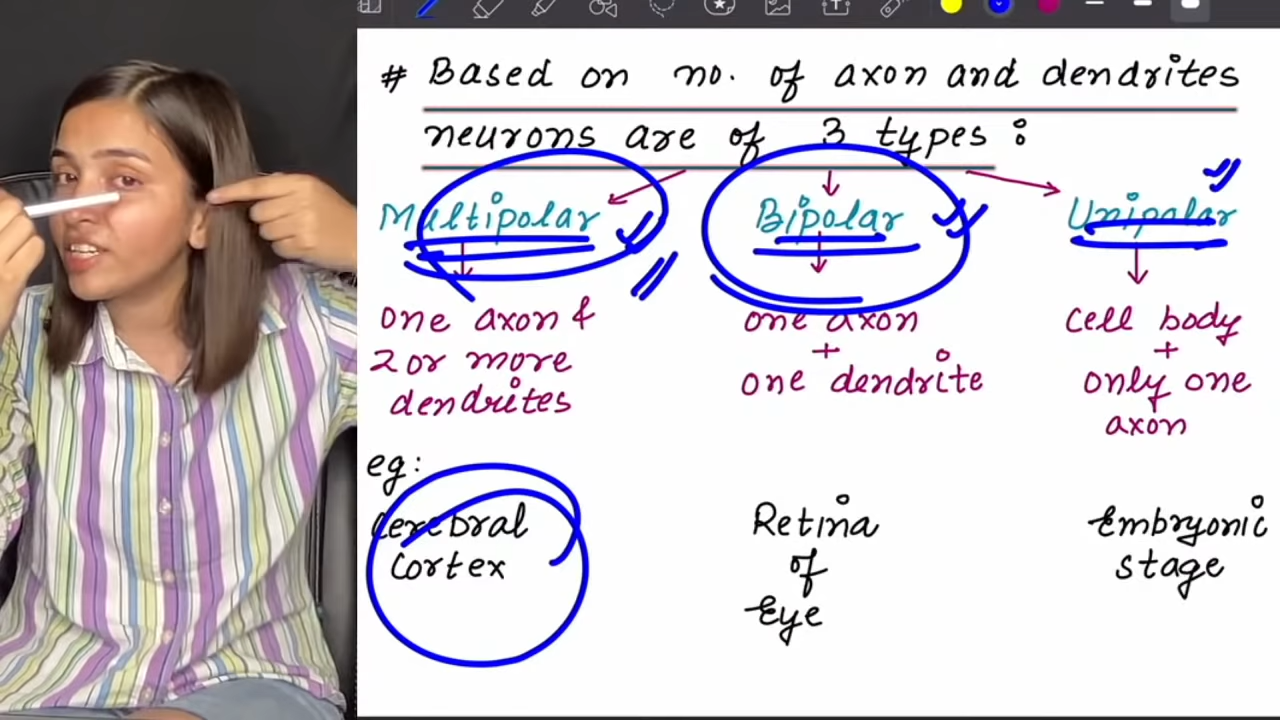 # Based on no. of axon and dendrites
neurons are of 3 types :
Multipolar
Bipolar
Unipolar
one axon &
2 or more
dendrites
one axon
+
one dendrite
cell body
+
only one
axon
eg:
Cerebral
Cortex
Retina
of
Eye
Embryonic
stage